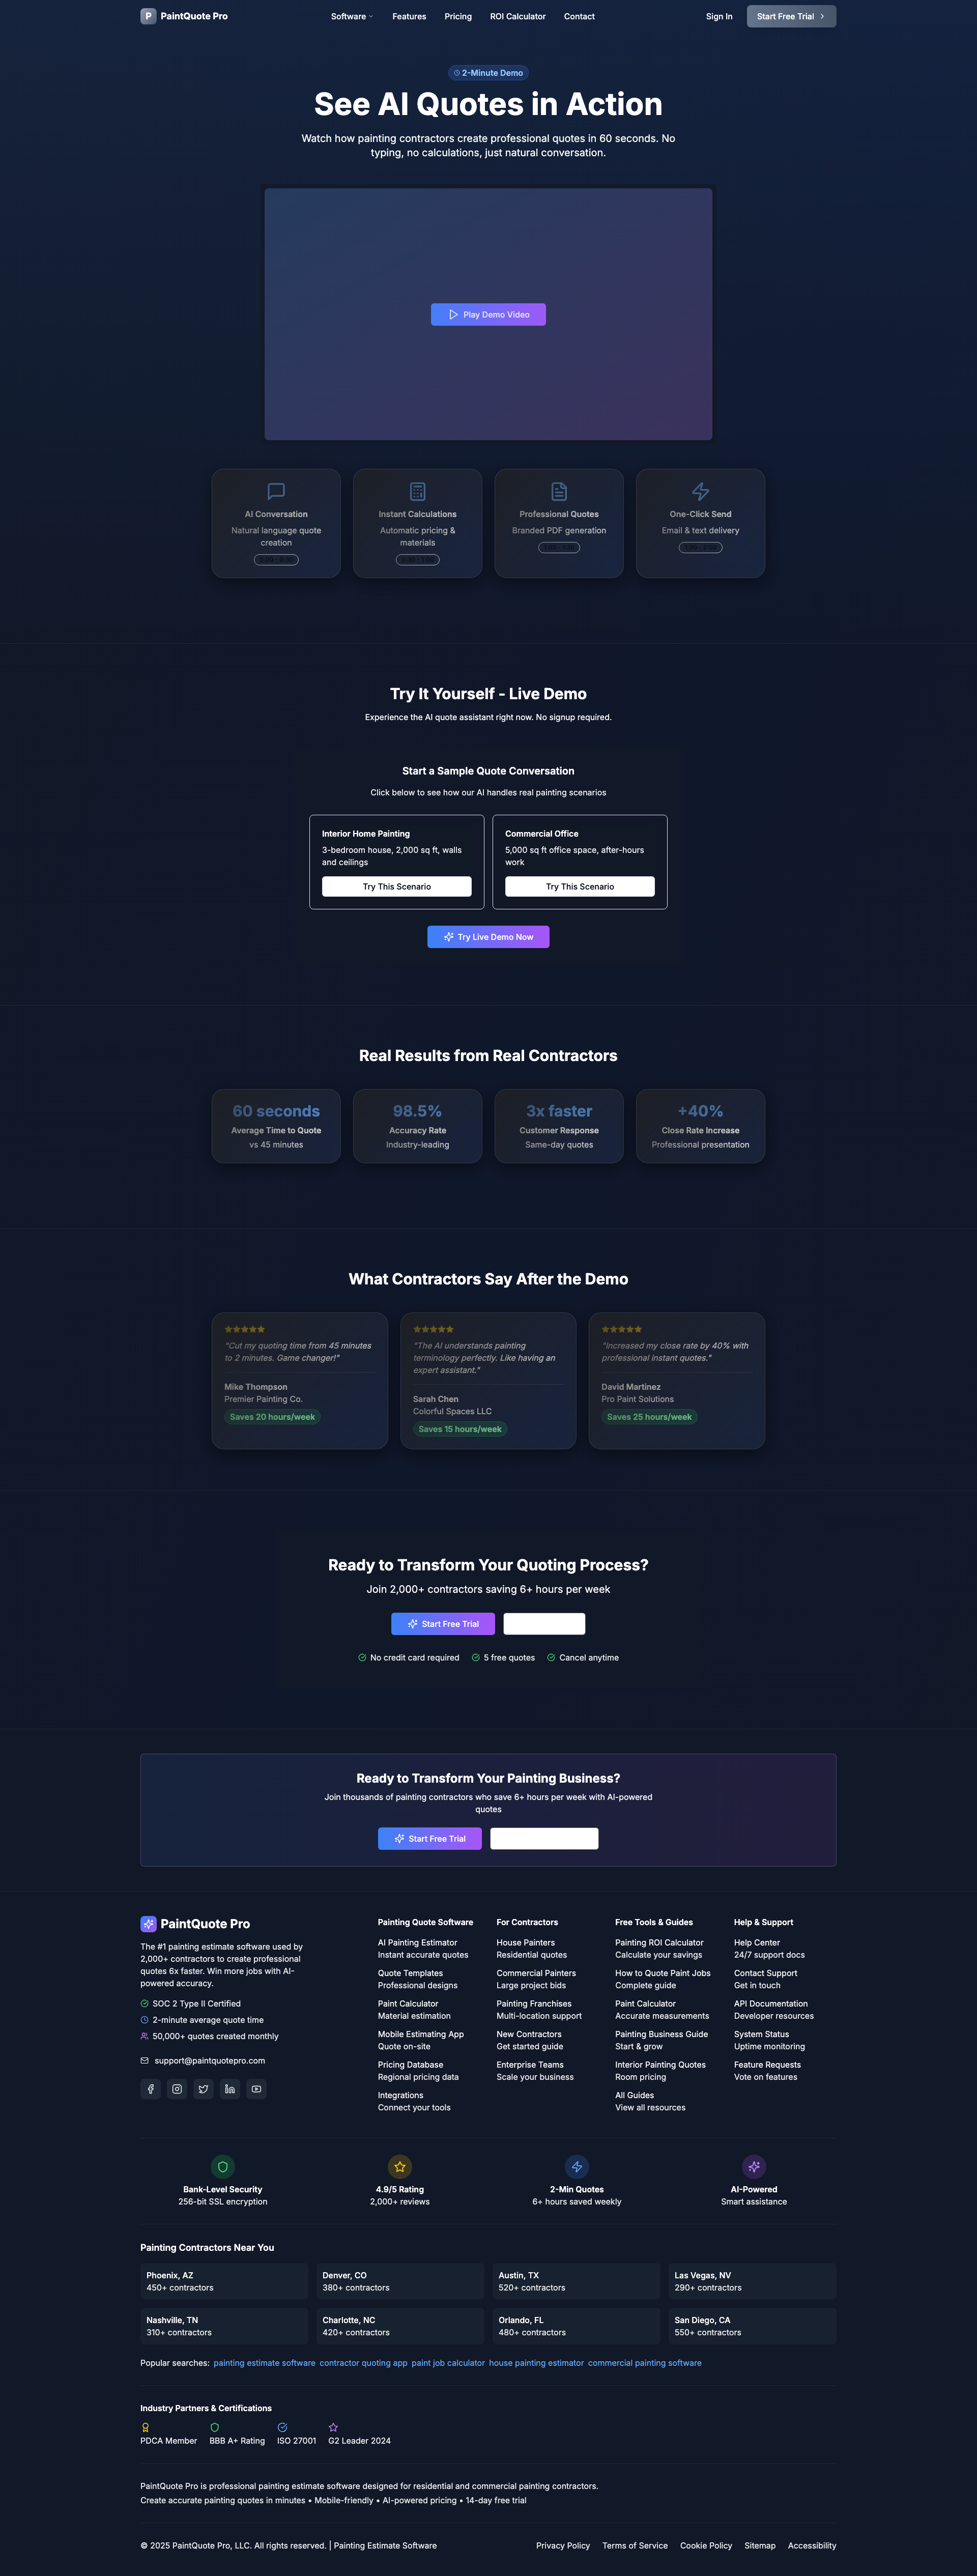 P PaintQuote Pro
Software
Features
Pricing
ROI Calculator
Contact
Sign In
Start Free Trial
2-Minute Demo
See AI Quotes in Action
Watch how painting contractors create professional quotes in 60 seconds. No
typing, no calculations, just natural conversation.
Play Demo Video
AI Conversation
Natural language quote
creation
Instant Calculations
Automatic pricing &
materials
Professional Quotes
Branded PDF generation
One-Click Send
Email & text delivery
Try It Yourself - Live Demo
Experience the AI quote assistant right now. No signup required.
Start a Sample Quote Conversation
Click below to see how our AI handles real painting scenarios
Interior Home Painting
3-bedroom house, 2,000 sq ft, walls
and ceilings
Try This Scenario
Commercial Office
5,000 sq ft office space, after-hours
work
Try This Scenario
Try Live Demo Now
Real Results from Real Contractors
60 seconds
Average Time to Quote
vs 45 minutes
98.5%
Accuracy Rate
Industry-leading
3x faster
Customer Response
Same-day quotes
+40%
Close Rate Increase
Professional presentation
What Contractors Say After the Demo
"Cut my quoting time from 45 minutes
to 2 minutes. Game changer!"
Mike Thompson
Premier Painting Co.
Saves 20 hours/week
"The AI understands painting
terminology perfectly. Like having an
expert assistant."
Sarah Chen
Colorful Spaces LLC
Saves 15 hours/week
"Increased my close rate by 40% with
professional instant quotes."
David Martinez
Pro Paint Solutions
Saves 25 hours/week
Ready to Transform Your Quoting Process?
Join 2,000+ contractors saving 6+ hours per week
Start Free Trial
No credit card required
5 free quotes
Cancel anytime
Ready to Transform Your Painting Business?
Join thousands of painting contractors who save 6+ hours per week with AI-powered
quotes
Start Free Trial
PaintQuote Pro
The #1 painting estimate software used by
2,000+ contractors to create professional
quotes 6x faster. Win more jobs with AI-
powered accuracy.
SOC 2 Type II Certified
2-minute average quote time
50,000+ quotes created monthly
support@paintquotepro.com
Painting Quote Software
AI Painting Estimator
Instant accurate quotes
Quote Templates
Professional designs
Paint Calculator
Material estimation
Mobile Estimating App
Quote on-site
Pricing Database
Regional pricing data
Integrations
Connect your tools
For Contractors
House Painters
Residential quotes
Commercial Painters
Large project bids
Painting Franchises
Multi-location support
New Contractors
Get started guide
Enterprise Teams
Scale your business
Free Tools & Guides
Painting ROI Calculator
Calculate your savings
How to Quote Paint Jobs
Complete guide
Paint Calculator
Accurate measurements
Painting Business Guide
Start & grow
Interior Painting Quotes
Room pricing
All Guides
View all resources
Help & Support
Help Center
24/7 support docs
Contact Support
Get in touch
API Documentation
Developer resources
System Status
Uptime monitoring
Feature Requests
Vote on features
Bank-Level Security
256-bit SSL encryption
4.9/5 Rating
2,000+ reviews
2-Min Quotes
6+ hours saved weekly
AI-Powered
Smart assistance
Painting Contractors Near You
Phoenix, AZ
450+ contractors
Denver, CO
380+ contractors
Austin, TX
520+ contractors
Las Vegas, NV
290+ contractors
Nashville, TN
310+ contractors
Charlotte, NC
420+ contractors
Orlando, FL
480+ contractors
San Diego, CA
550+ contractors
Popular searches: painting estimate software contractor quoting app paint job calculator house painting estimator commercial painting software
Industry Partners & Certifications
PDCA Member
BBB A+ Rating
ISO 27001
G2 Leader 2024
PaintQuote Pro is professional painting estimate software designed for residential and commercial painting contractors.
Create accurate painting quotes in minutes • Mobile-friendly • AI-powered pricing • 14-day free trial
© 2025 PaintQuote Pro, LLC. All rights reserved. | Painting Estimate Software
Privacy Policy
Terms of Service
Cookie Policy
Sitemap
Accessibility